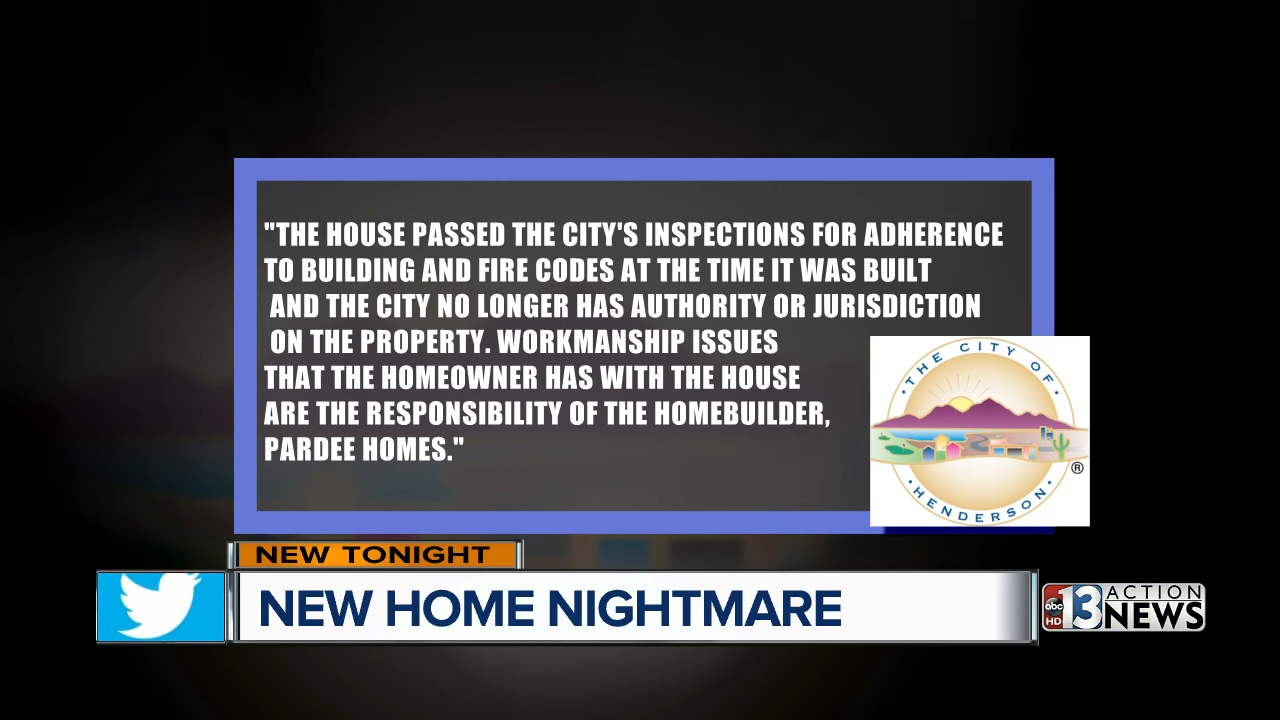 "THE HOUSE PASSED THE CITY'S INSPECTIONS FOR ADHERENCE
TO BUILDING AND FIRE CODES AT THE TIME IT WAS BUILT
AND THE CITY NO LONGER HAS AUTHORITY OR JURISDICTION
ON THE PROPERTY. WORKMANSHIP ISSUES
THAT THE HOMEOWNER HAS WITH THE HOUSE
ARE THE RESPONSIBILITY OF THE HOMEBUILDER,
PARDEE HOMES."
• THE CITY OF •
• HENDERSON •
®
NEW TONIGHT
NEW HOME NIGHTMARE
abc
HD
13
ACTION
NEWS